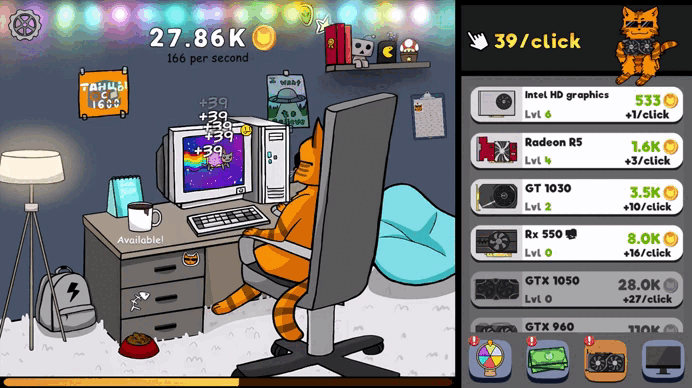 27.86K
166 per second
39/click
ТАНЦЫ
СО
1600
I want
to
believe
+39
+39
+39
+39
+39
Available!
Intel HD graphics
533
Lvl 6
+1/click
Radeon R5
1.6K
Lvl 4
+3/click
GT 1030
3.5K
Lvl 2
+10/click
Rx 550
8.0K
Lvl 0
+16/click
GTX 1050
28.0K
Lvl 0
+27/click
GTX 960
110K